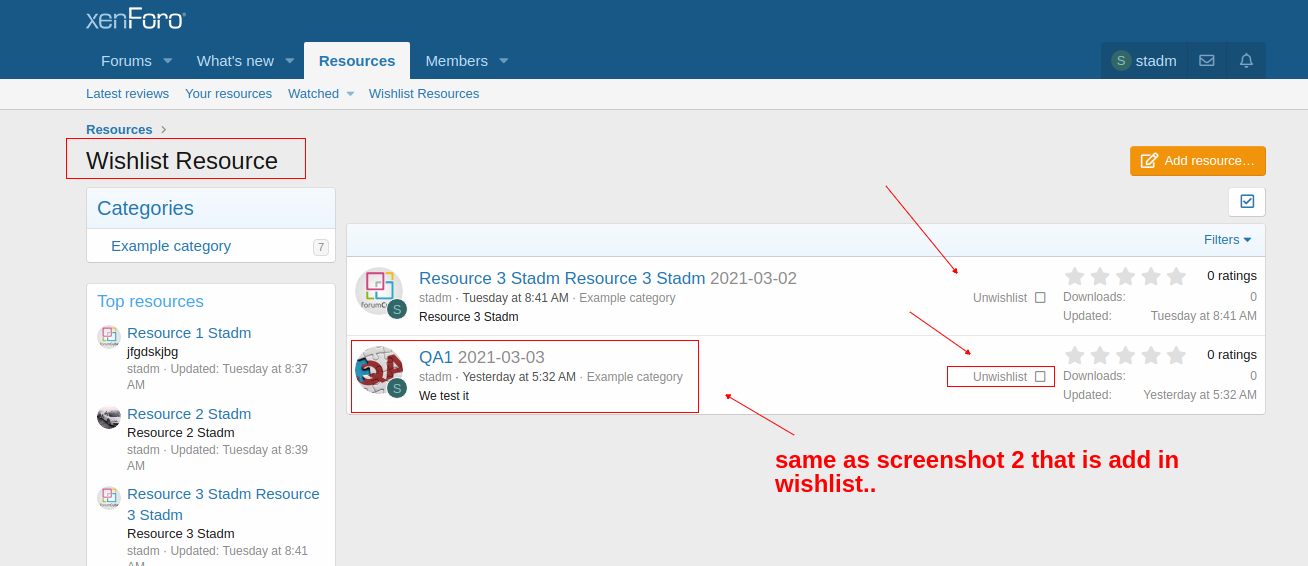 xenForo
Forums What's new Resources Members S stadm
Latest reviews Your resources Watched Wishlist Resources
Resources
Wishlist Resource
Add resource...
Categories
Example category 7
Filters
Resource 3 Stadm Resource 3 Stadm 2021-03-02
stadm · Tuesday at 8:41 AM · Example category
Resource 3 Stadm
S
Unwishlist
0 ratings
Downloads: 0
Updated: Tuesday at 8:41 AM
QA
QA1 2021-03-03
stadm · Yesterday at 5:32 AM · Example category
We test it
S
Unwishlist
0 ratings
Downloads: 0
Updated: Yesterday at 5:32 AM
Top resources
Resource 1 Stadm
jfgdskjbg
stadm · Updated: Tuesday at 8:37
AM
Resource 2 Stadm
Resource 2 Stadm
stadm · Updated: Tuesday at 8:39
AM
Resource 3 Stadm Resource
3 Stadm
Resource 3 Stadm
stadm · Updated: Tuesday at 8:41
AM
same as screenshot 2 that is add in
wishlist..